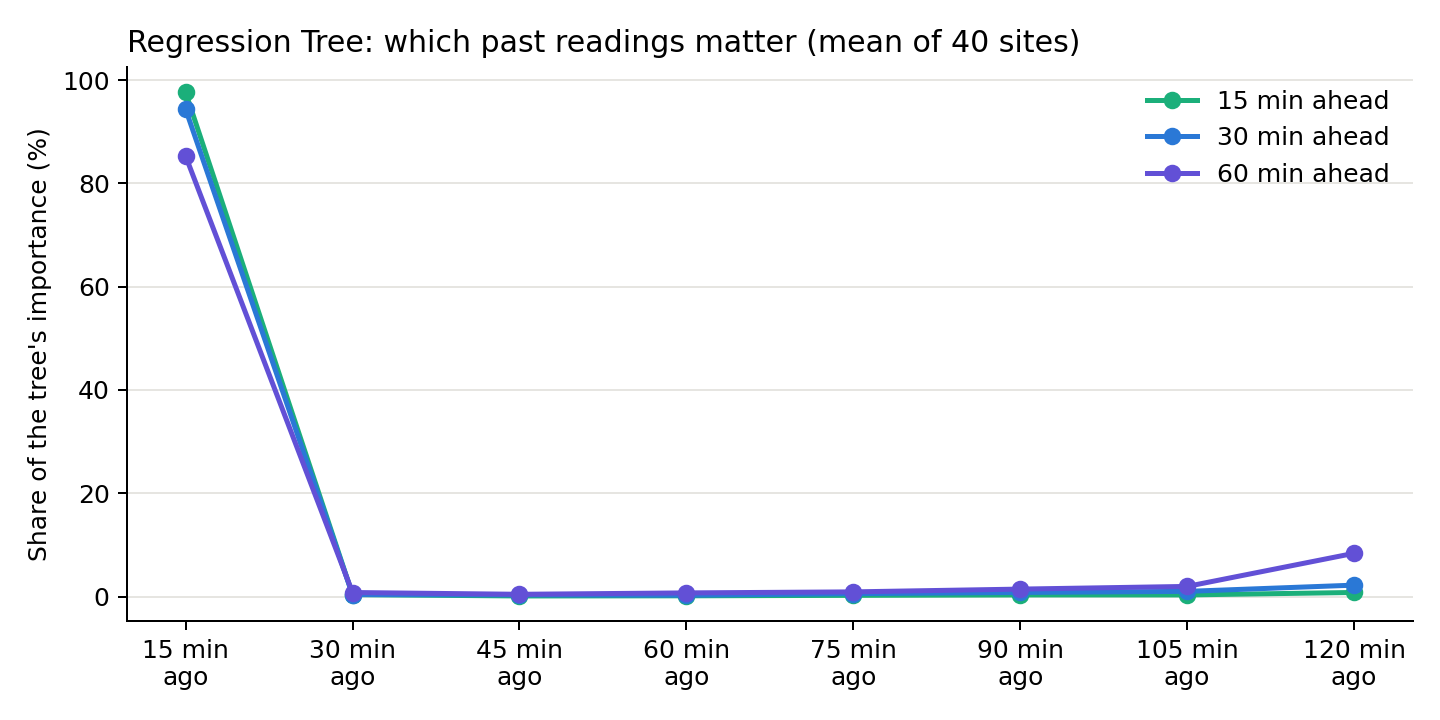 Regression Tree: which past readings matter (mean of 40 sites)
Share of the tree's importance (%)
100
80
60
40
20
0
15 min ahead
30 min ahead
60 min ahead
15 min
ago
30 min
ago
45 min
ago
60 min
ago
75 min
ago
90 min
ago
105 min
ago
120 min
ago